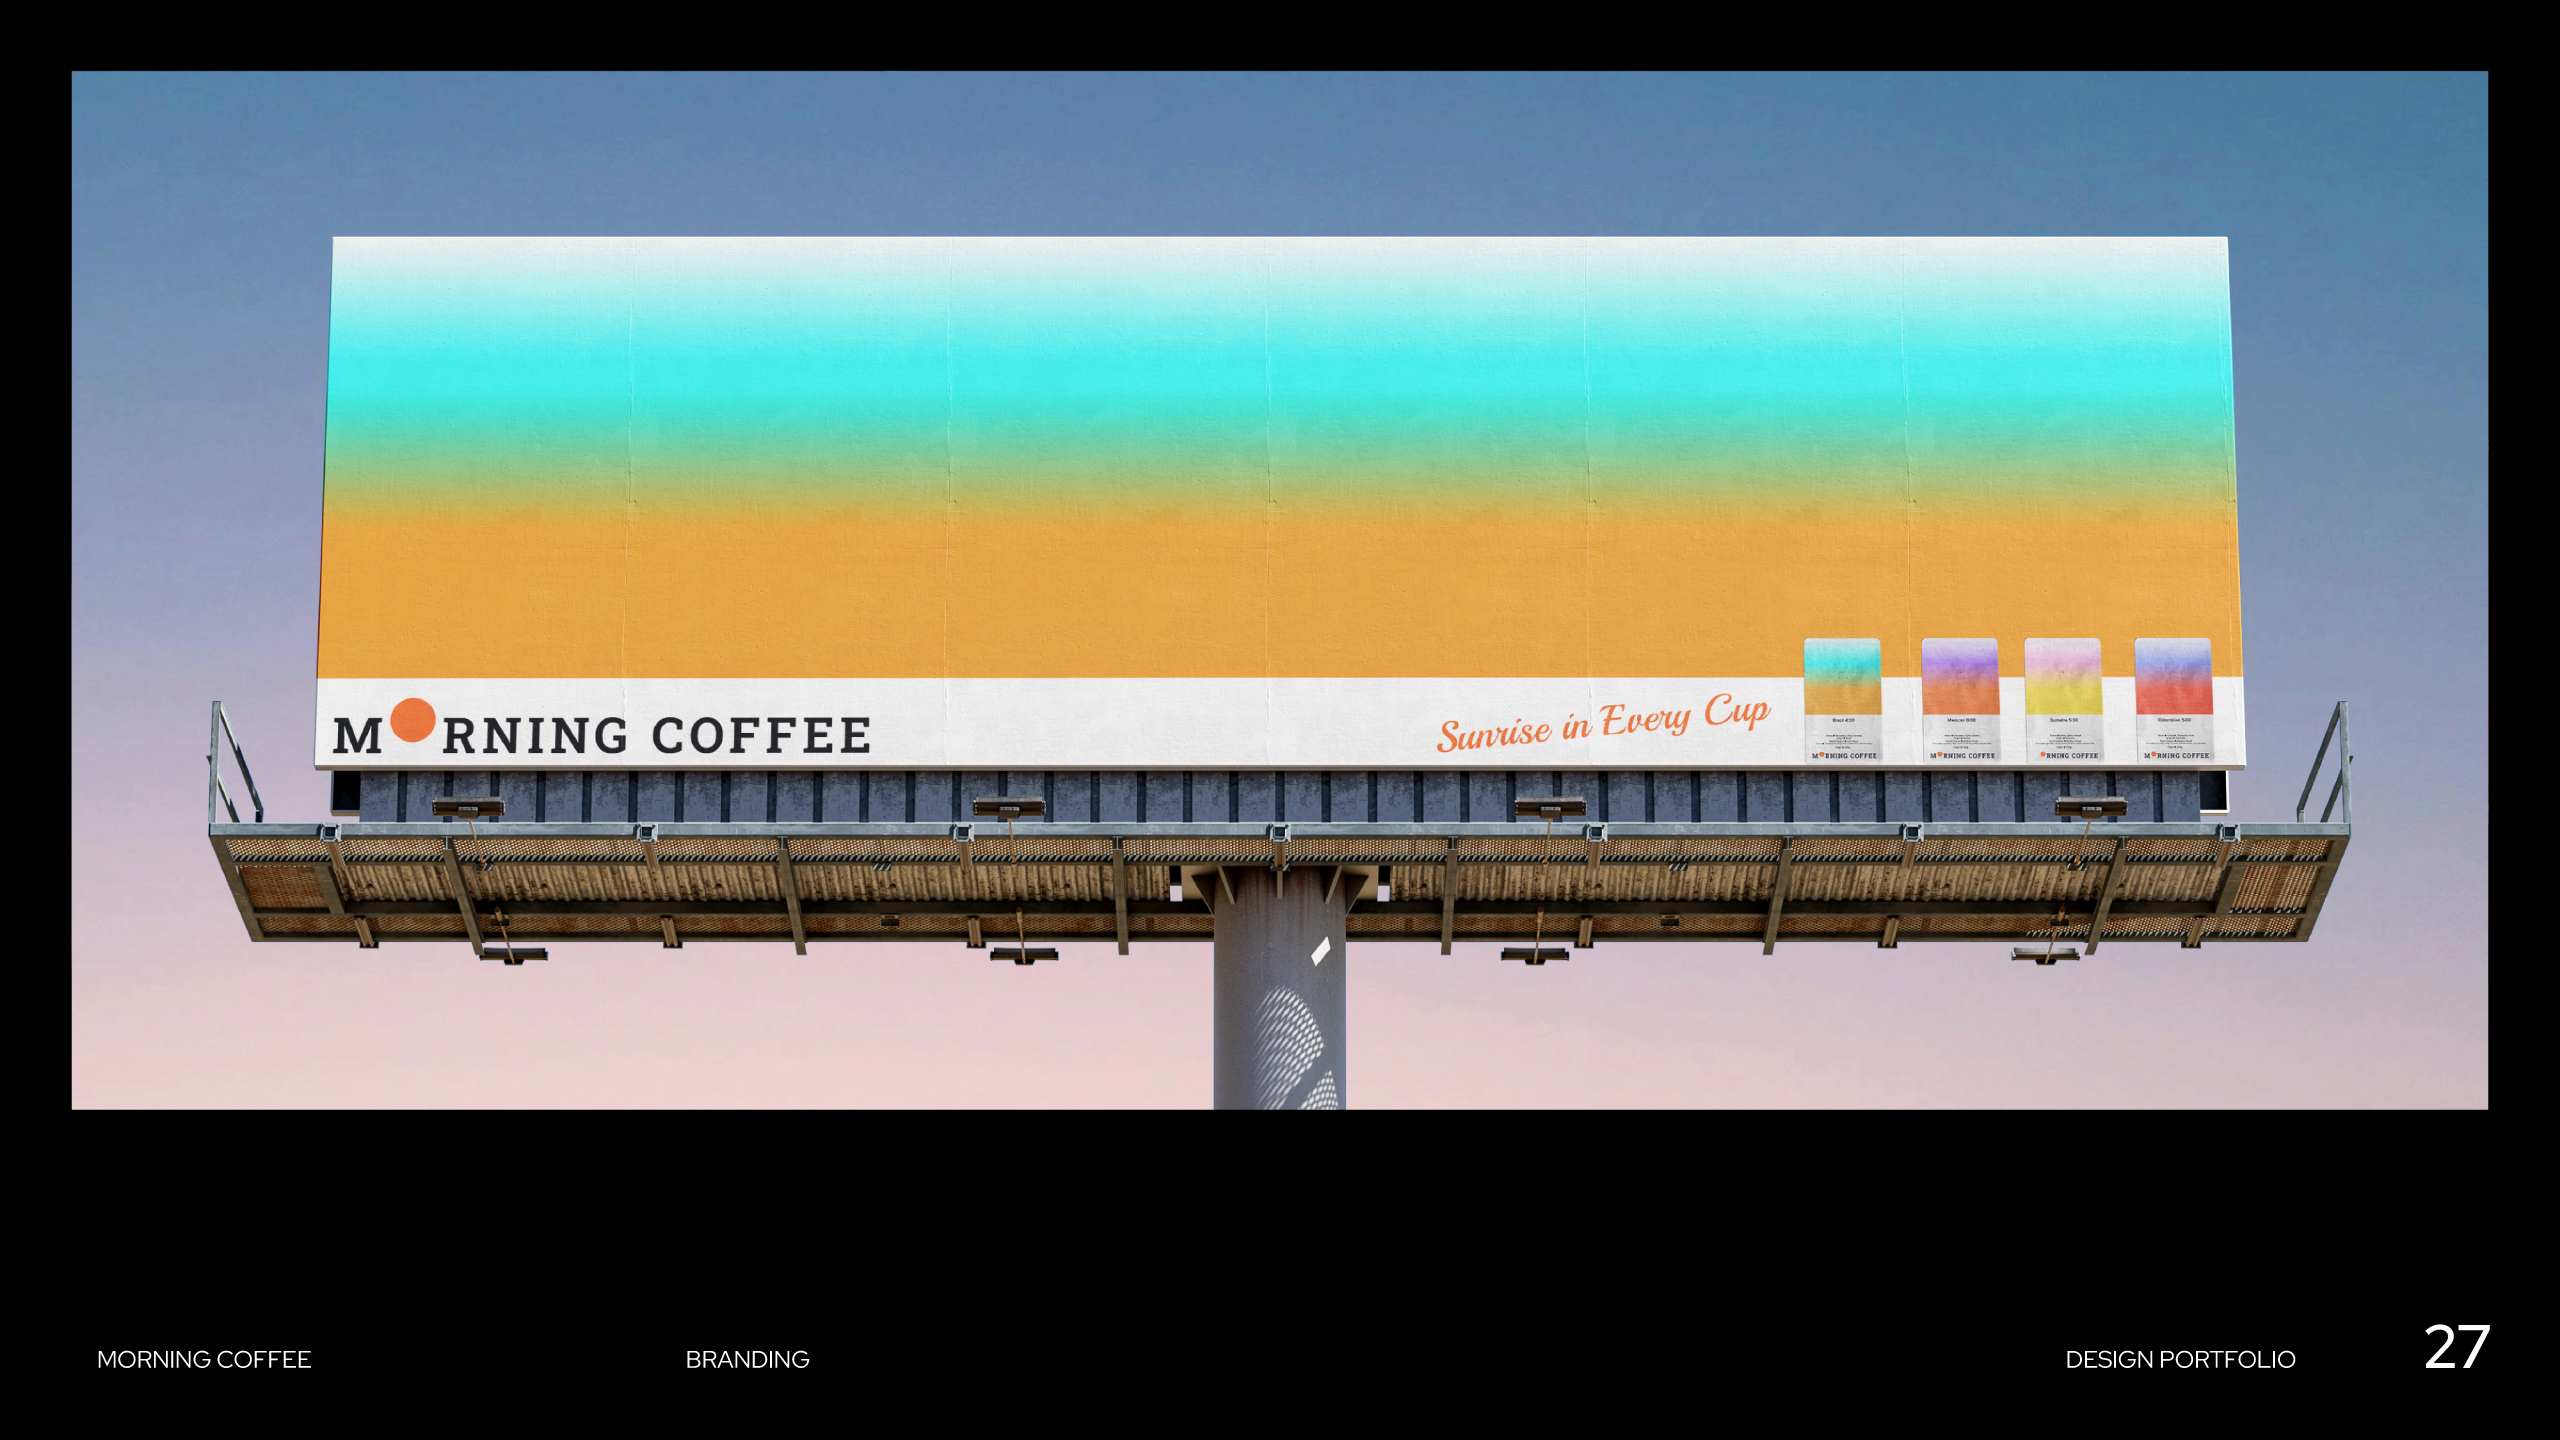 M RNING COFFEE
Sunrise in Every Cup
Brazil 4:30
Mexican 6:00
Sumatra 5:30
Colombian 5:00
M RNING COFFEE
M RNING COFFEE
M RNING COFFEE
M RNING COFFEE
MORNING COFFEE
BRANDING
DESIGN PORTFOLIO
27